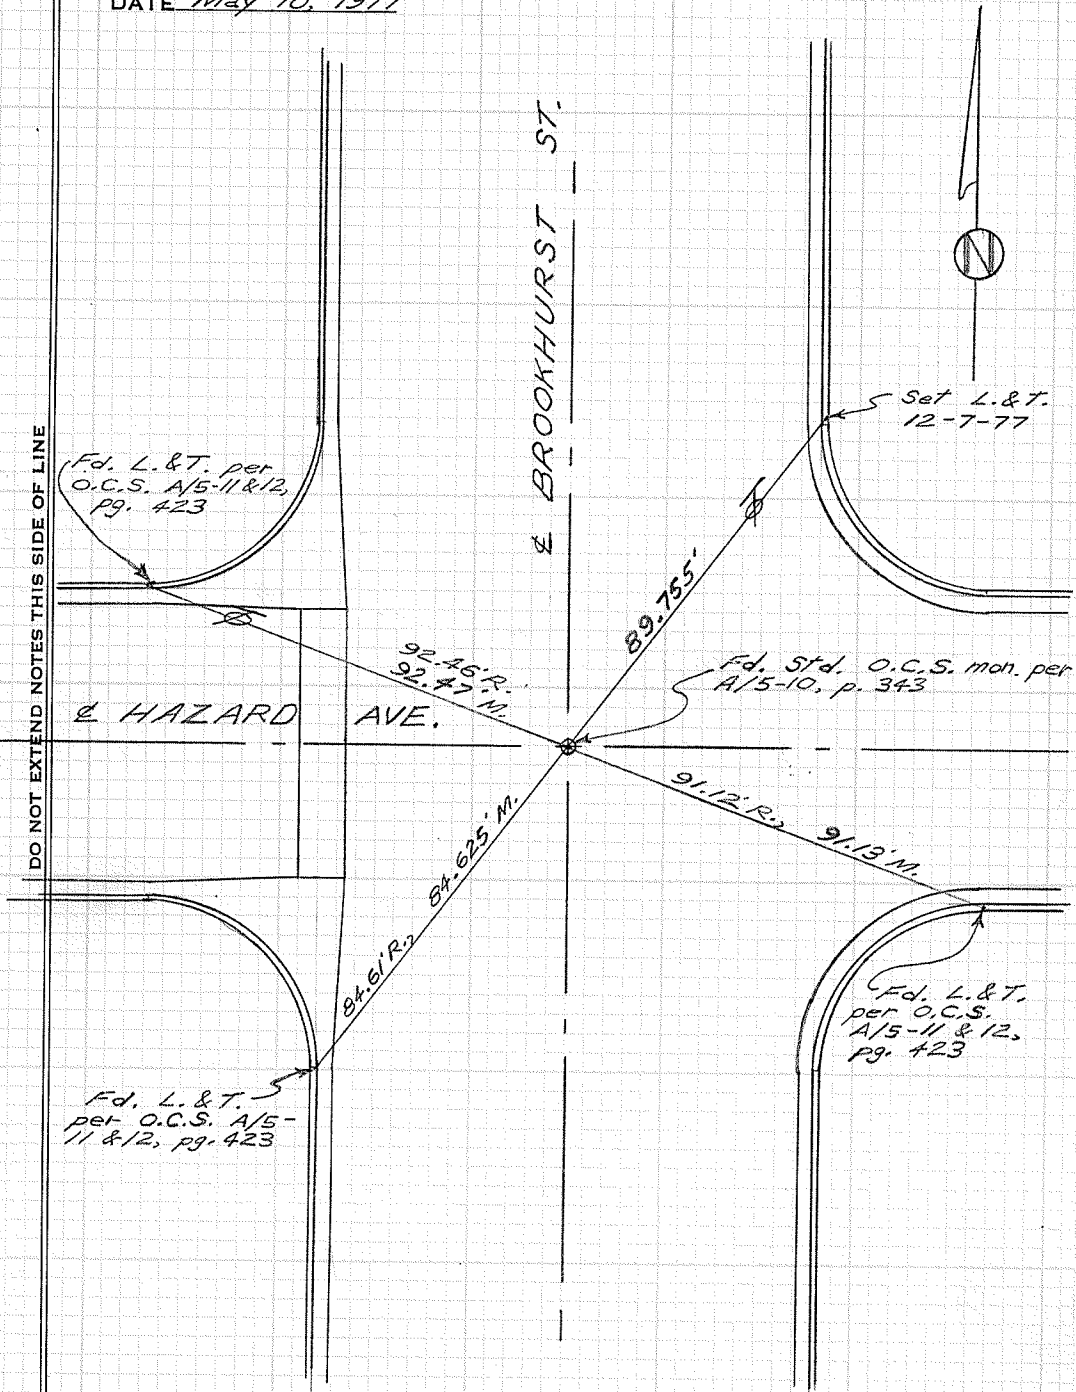 DATE May 10, 1977
DO NOT EXTEND NOTES THIS SIDE OF LINE
℄ BROOKHURST ST.
N
Set L.&T.
12-7-77
Fd. L.&T. per
O.C.S. A/5-11 & 12,
pg. 423
89.755'
92.46' R.
92.47' M.
Fd. Std. O.C.S. mon. per
A/5-10, p. 343
℄ HAZARD AVE.
91.12' R., 91.13' M.
84.61' R., 84.625' M.
Fd. L.&T.
per O.C.S.
A/5-11 & 12,
pg. 423
Fd. L.&T.
per O.C.S. A/5-
11 & 12, pg. 423